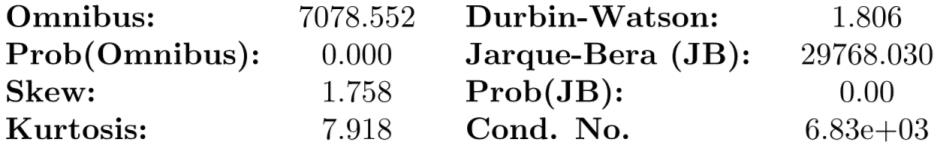 Omnibus: 7078.552 Durbin-Watson: 1.806
Prob(Omnibus): 0.000 Jarque-Bera (JB): 29768.030
Skew: 1.758 Prob(JB): 0.00
Kurtosis: 7.918 Cond. No. 6.83e+03